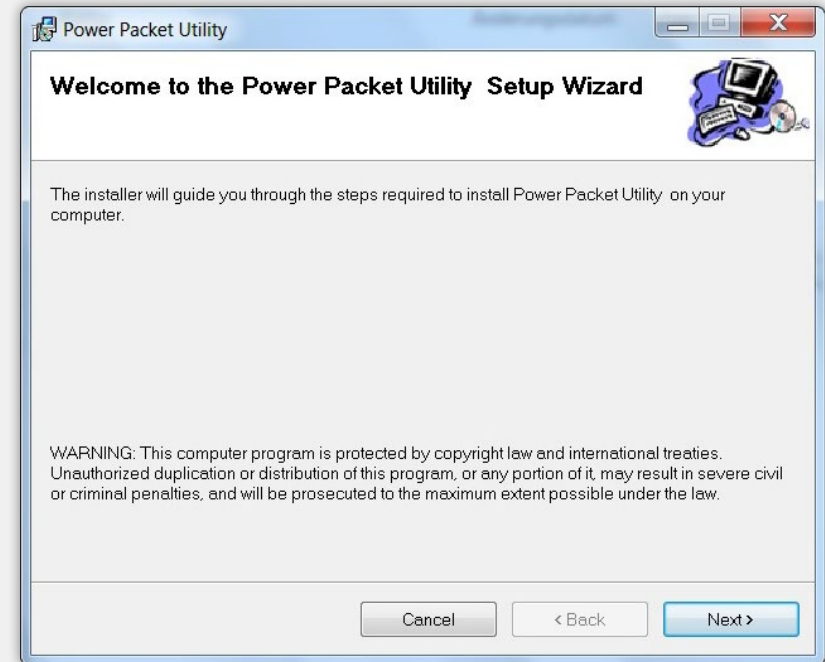 Power Packet Utility
Welcome to the Power Packet Utility  Setup Wizard
The installer will guide you through the steps required to install Power Packet Utility  on your
computer.
WARNING: This computer program is protected by copyright law and international treaties.
Unauthorized duplication or distribution of this program, or any portion of it, may result in severe civil
or criminal penalties, and will be prosecuted to the maximum extent possible under the law.
Cancel
< Back
Next >